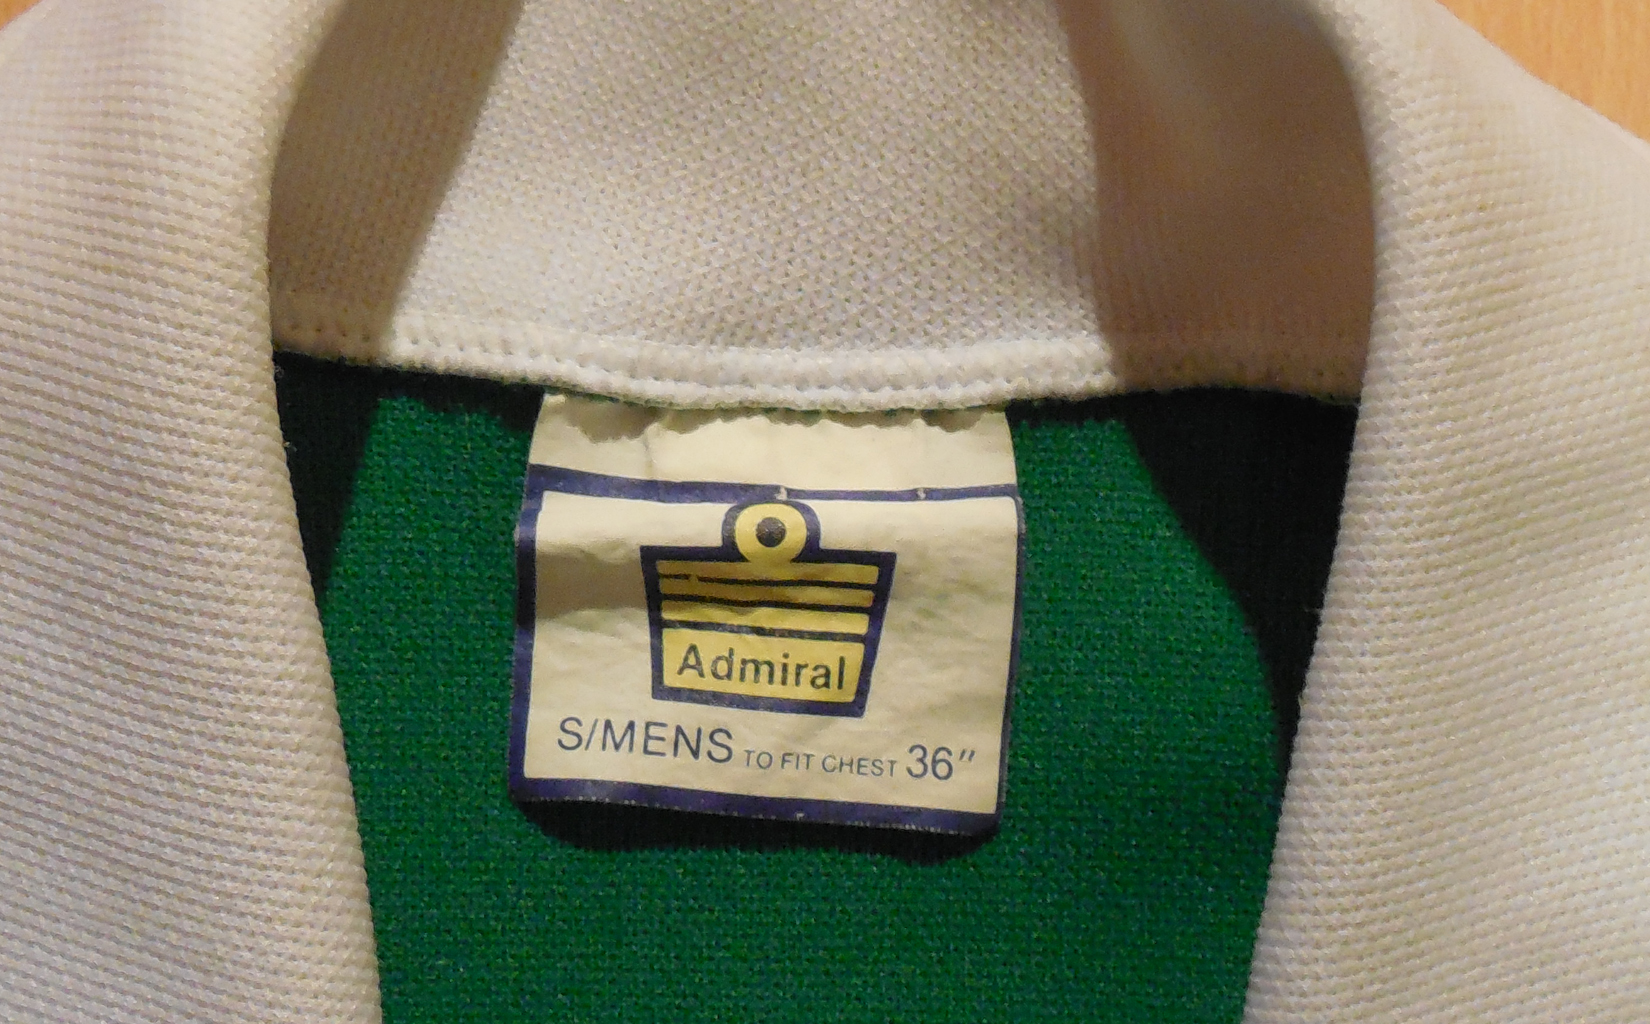 Admiral
S/MENS TO FIT CHEST 36"